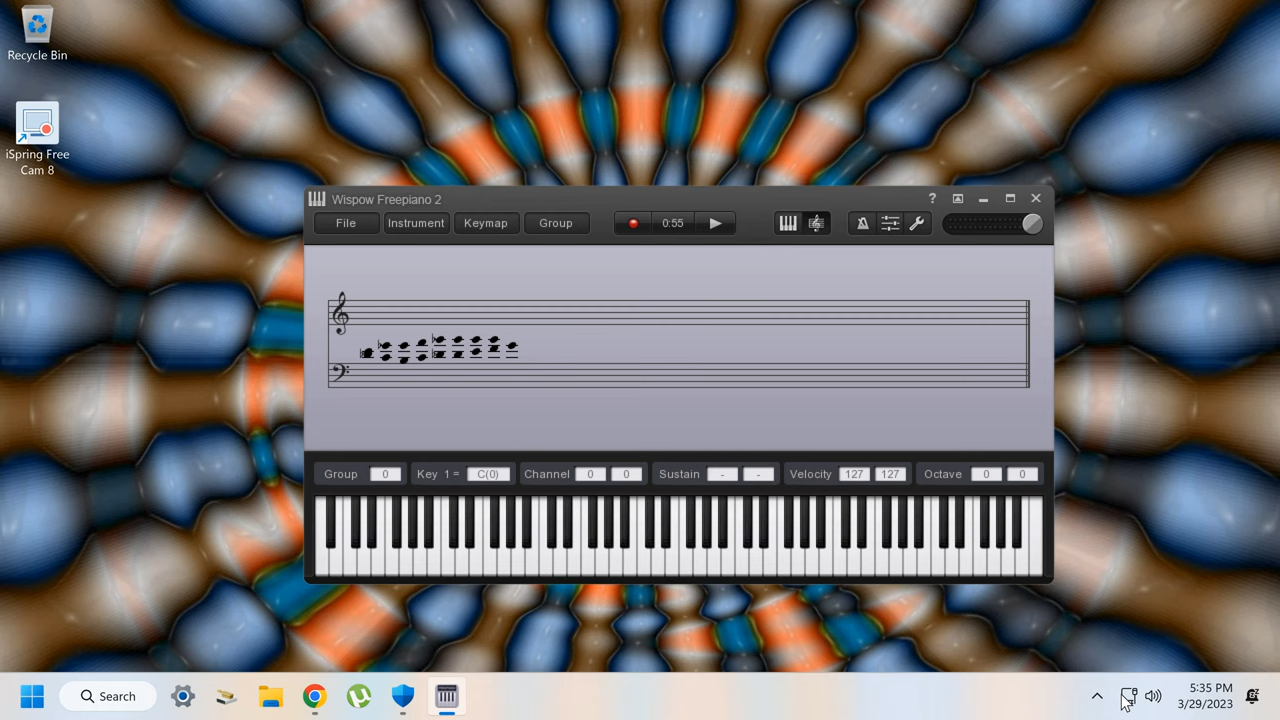 Recycle Bin
iSpring Free
Cam 8
Wispow Freepiano 2
?
File Instrument Keymap Group 0:55
Group 0 Key 1 = C(0) Channel 0 0 Sustain - - Velocity 127 127 Octave 0 0
Search
5:35 PM
3/29/2023